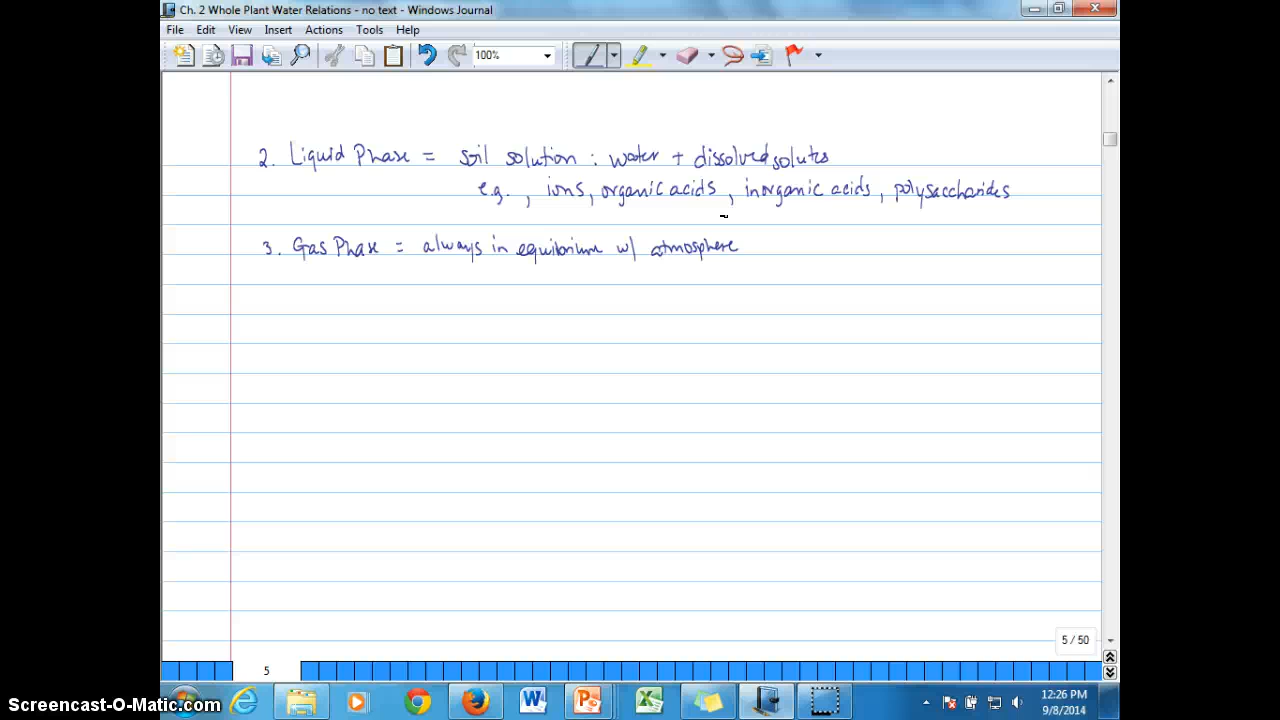 Ch. 2 Whole Plant Water Relations - no text - Windows Journal
File Edit View Insert Actions Tools Help
100%
2. Liquid Phase = soil solution : water + dissolved solutes
e.g. , ions, organic acids , inorganic acids , polysaccharides
3. Gas Phase = always in equilibrium w/ atmosphere
5 / 50
5
12:26 PM
9/8/2014
Screencast-O-Matic.com